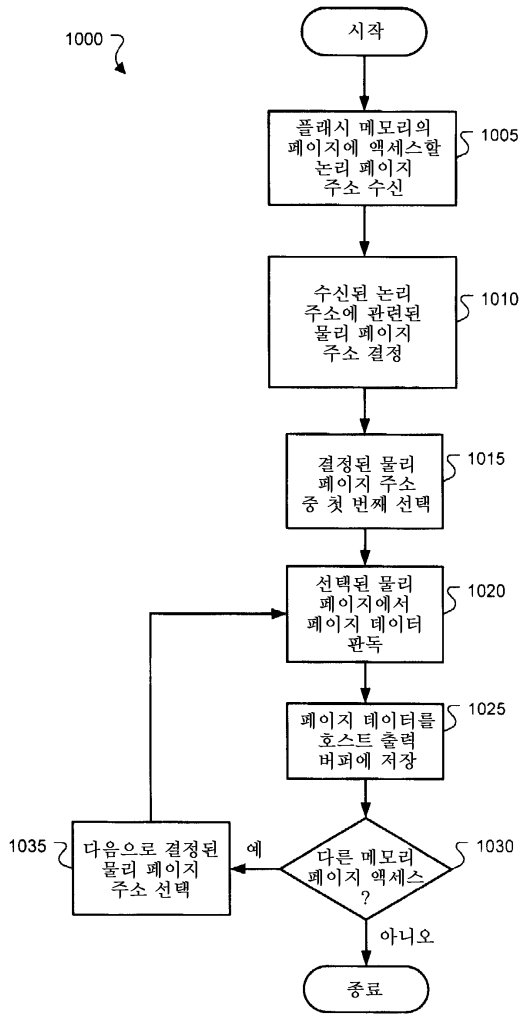 1000
시작
플래시 메모리의
페이지에 액세스할
논리 페이지
주소 수신
1005
수신된 논리
주소에 관련된
물리 페이지
주소 결정
1010
결정된 물리
페이지 주소
중 첫 번째 선택
1015
선택된 물리
페이지에서
페이지 데이터
판독
1020
페이지 데이터를
호스트 출력
버퍼에 저장
1025
다른 메모리
페이지 액세스
?
1030
예
다음으로 결정된
물리 페이지
주소 선택
1035
아니오
종료